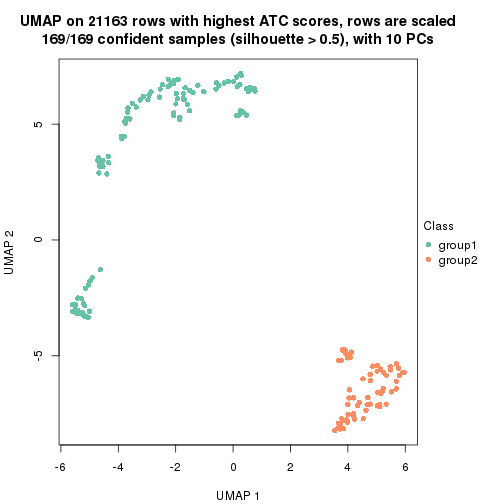 UMAP on 21163 rows with highest ATC scores, rows are scaled
169/169 confident samples (silhouette > 0.5), with 10 PCs
5
0
-5
UMAP 2
-6
-4
-2
0
2
4
6
UMAP 1
Class
group1
group2